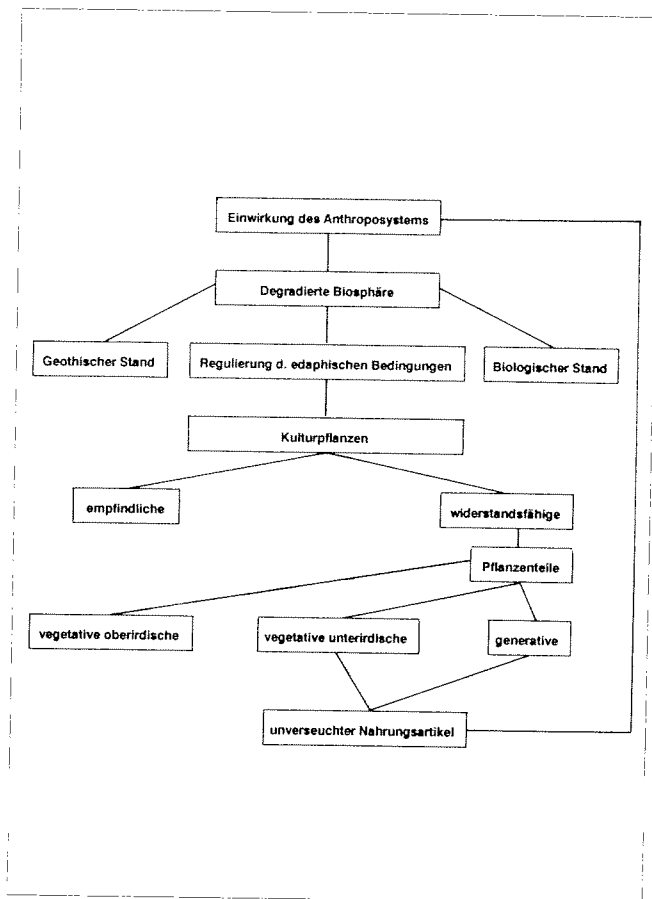 Einwirkung des Anthroposystems
Degradierte Biosphäre
Geothischer Stand
Regulierung d. edaphischen Bedingungen
Biologischer Stand
Kulturpflanzen
empfindliche
widerstandsfähige
Pflanzenteile
vegetative oberirdische
vegetative unterirdische
generative
unverseuchter Nahrungsartikel